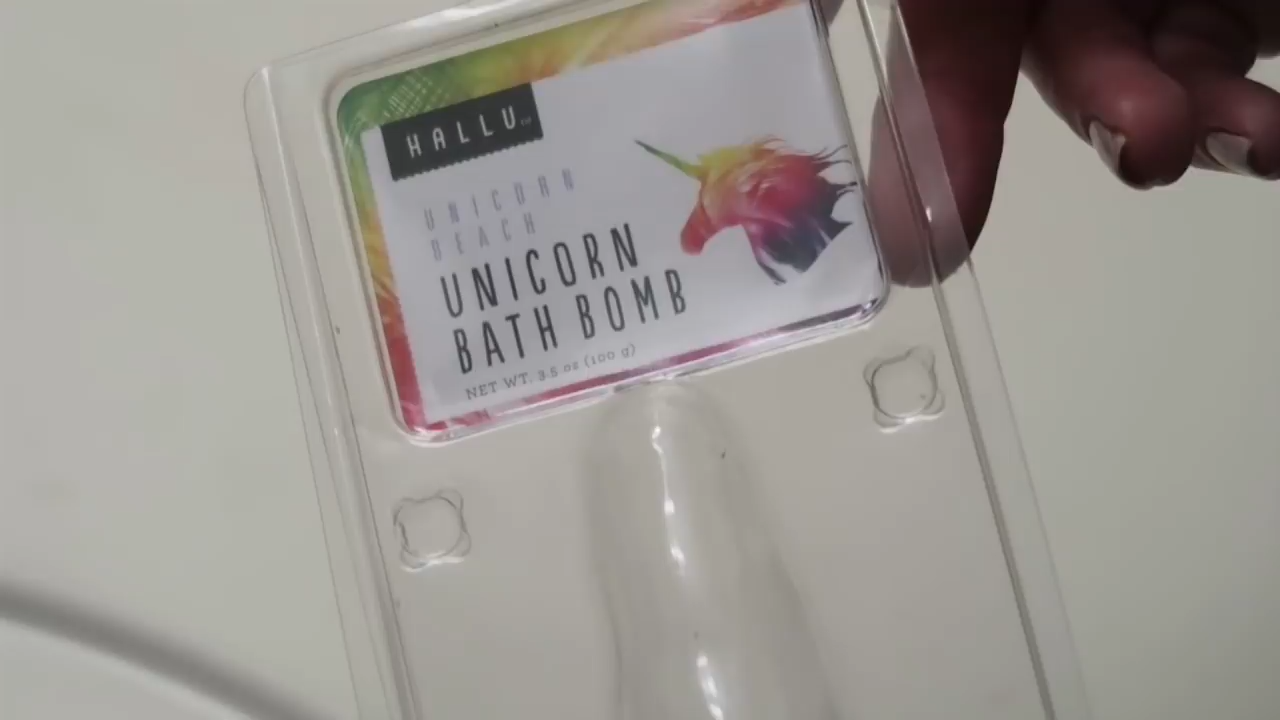 HALLU
UNICORN
BEACH
UNICORN
BATH BOMB
NET WT. 3.5 oz (100 g)